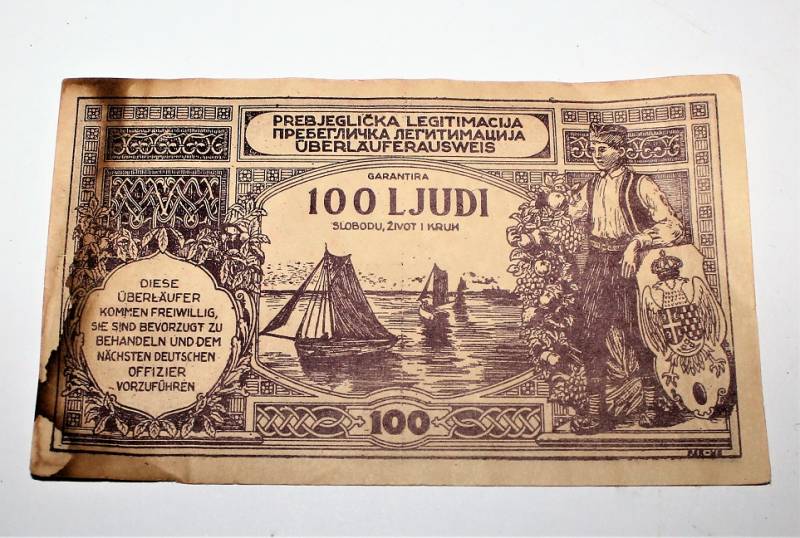 PREBJEGLIČKA LEGITIMACIJA
ПРЕБЕГЛИЧКА ЛЕГИТИМАЦИЈА
ÜBERLÄUFERAUSWEIS
GARANTIRA
100 LJUDI
SLOBODU, ŽIVOT I KRUH
DIESE
ÜBERLÄUFER
KOMMEN FREIWILLIG,
SIE SIND BEVORZUGT ZU
BEHANDELN UND DEM
NÄCHSTEN DEUTSCHEN
OFFIZIER
VORZUFÜHREN
100